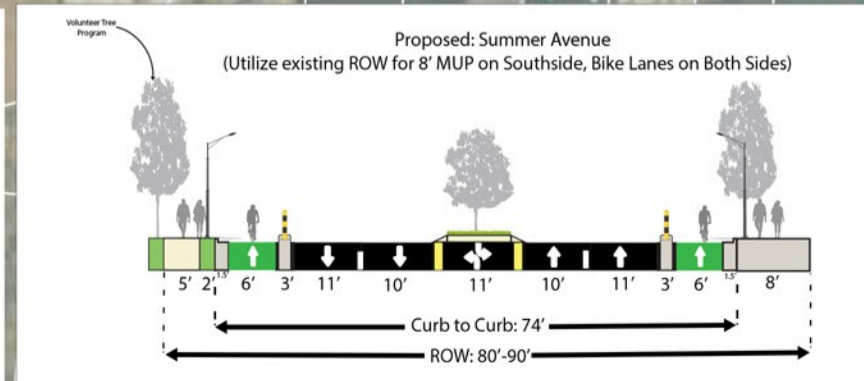 Volunteer Tree
Program
Proposed: Summer Avenue
(Utilize existing ROW for 8' MUP on Southside, Bike Lanes on Both Sides)
5' 2' 1.5' 6' 3' 11' 10' 11' 10' 11' 3' 6' 1.5' 8'
Curb to Curb: 74'
ROW: 80'-90'